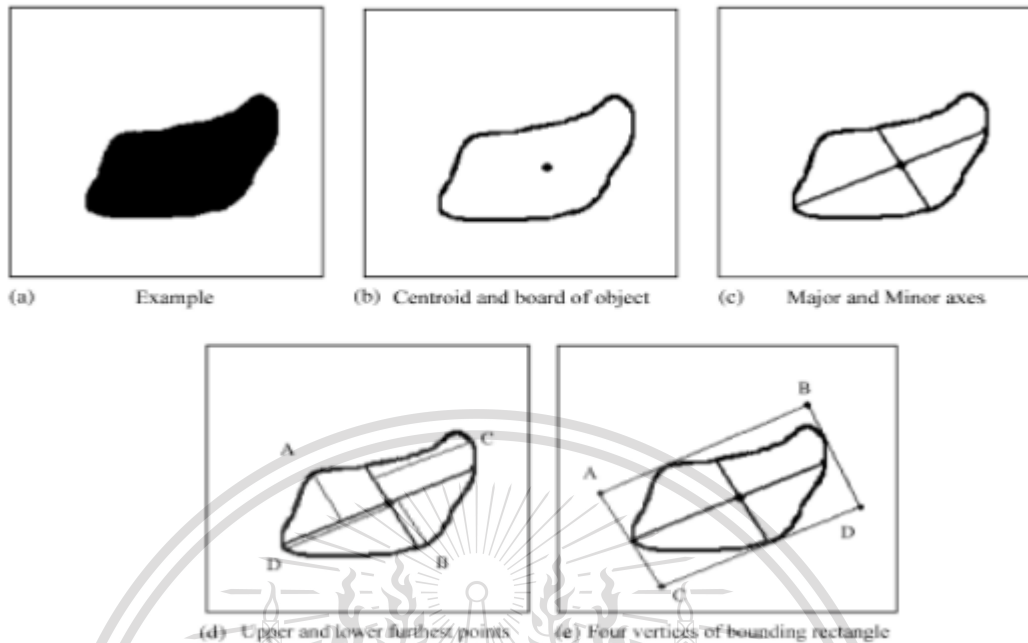 (a) Example
(b) Centroid and board of object
(c) Major and Minor axes
A
C
D
B
(d) Upper and lower furthest points
B
A
D
C
(e) Four vertices of bounding rectangle